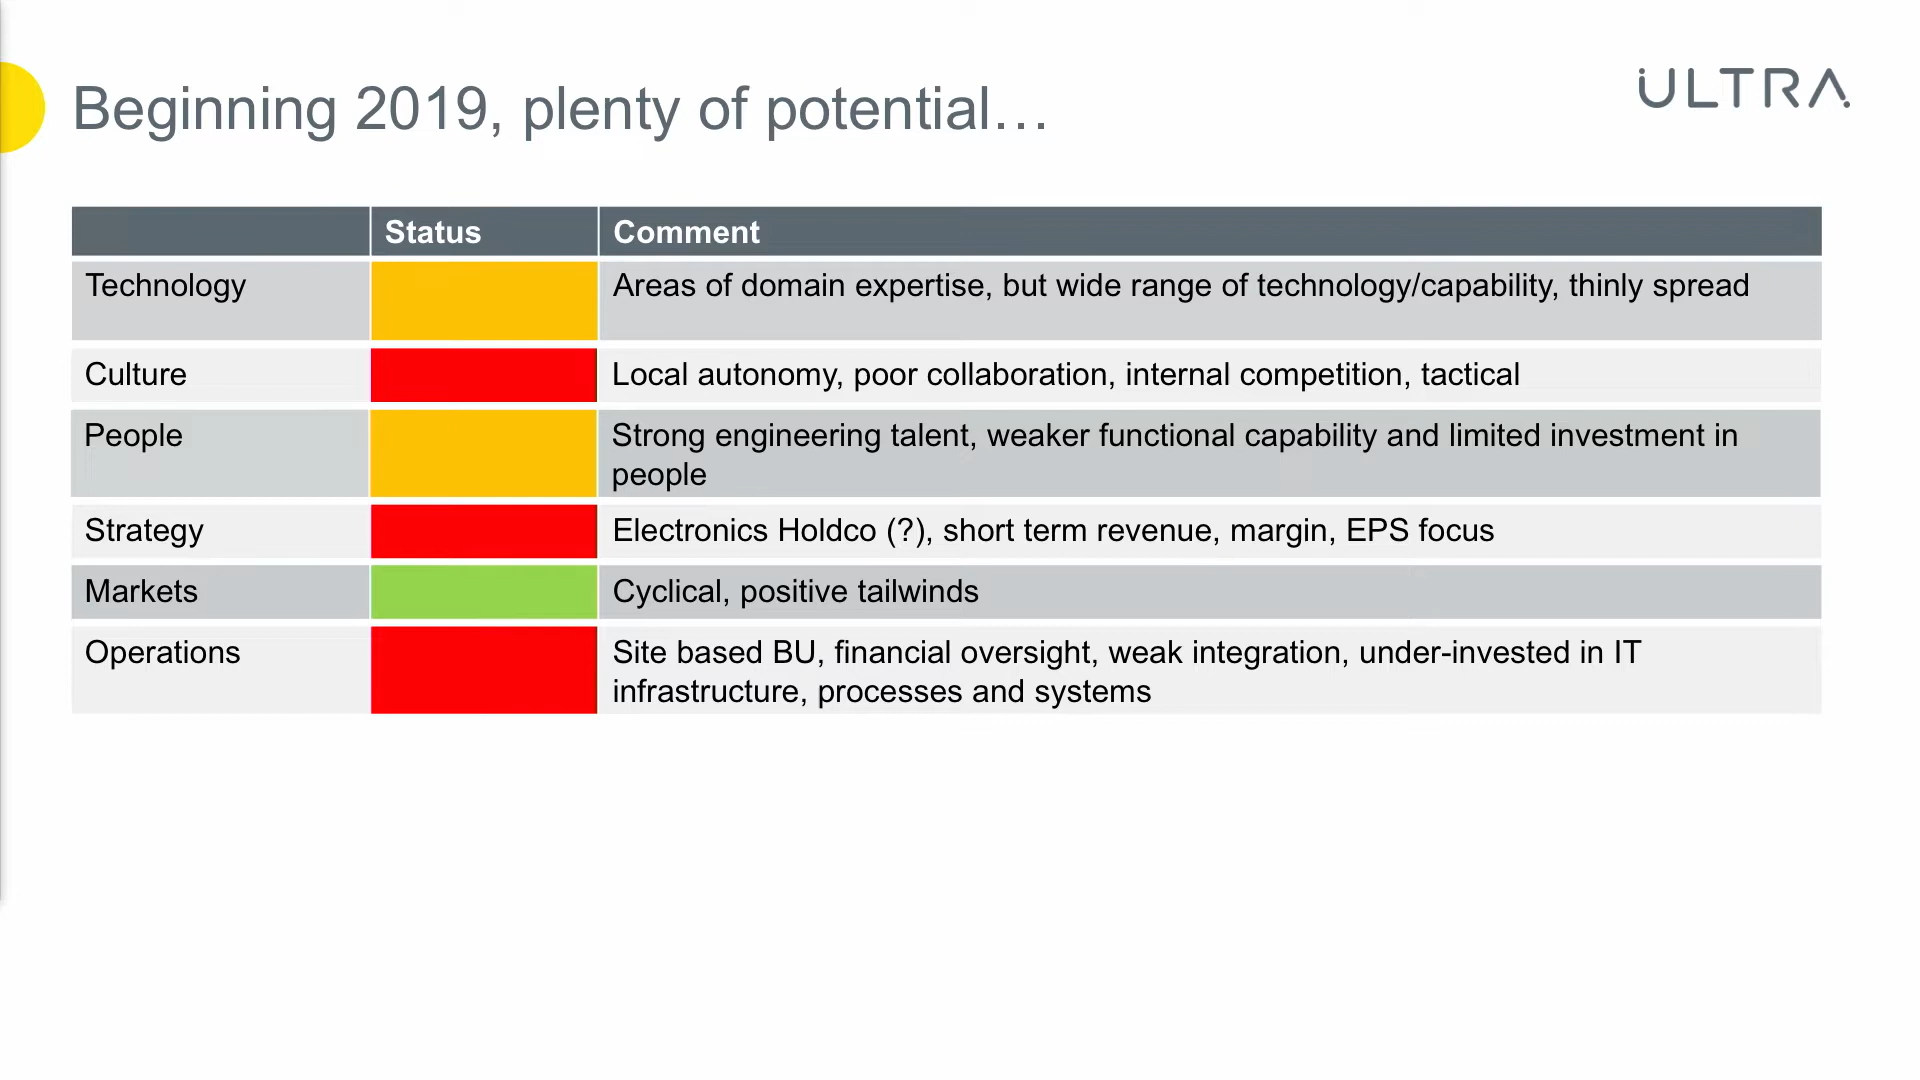 Beginning 2019, plenty of potential…
ULTRA
Status
Comment
Technology
Areas of domain expertise, but wide range of technology/capability, thinly spread
Culture
Local autonomy, poor collaboration, internal competition, tactical
People
Strong engineering talent, weaker functional capability and limited investment in
people
Strategy
Electronics Holdco (?), short term revenue, margin, EPS focus
Markets
Cyclical, positive tailwinds
Operations
Site based BU, financial oversight, weak integration, under-invested in IT
infrastructure, processes and systems